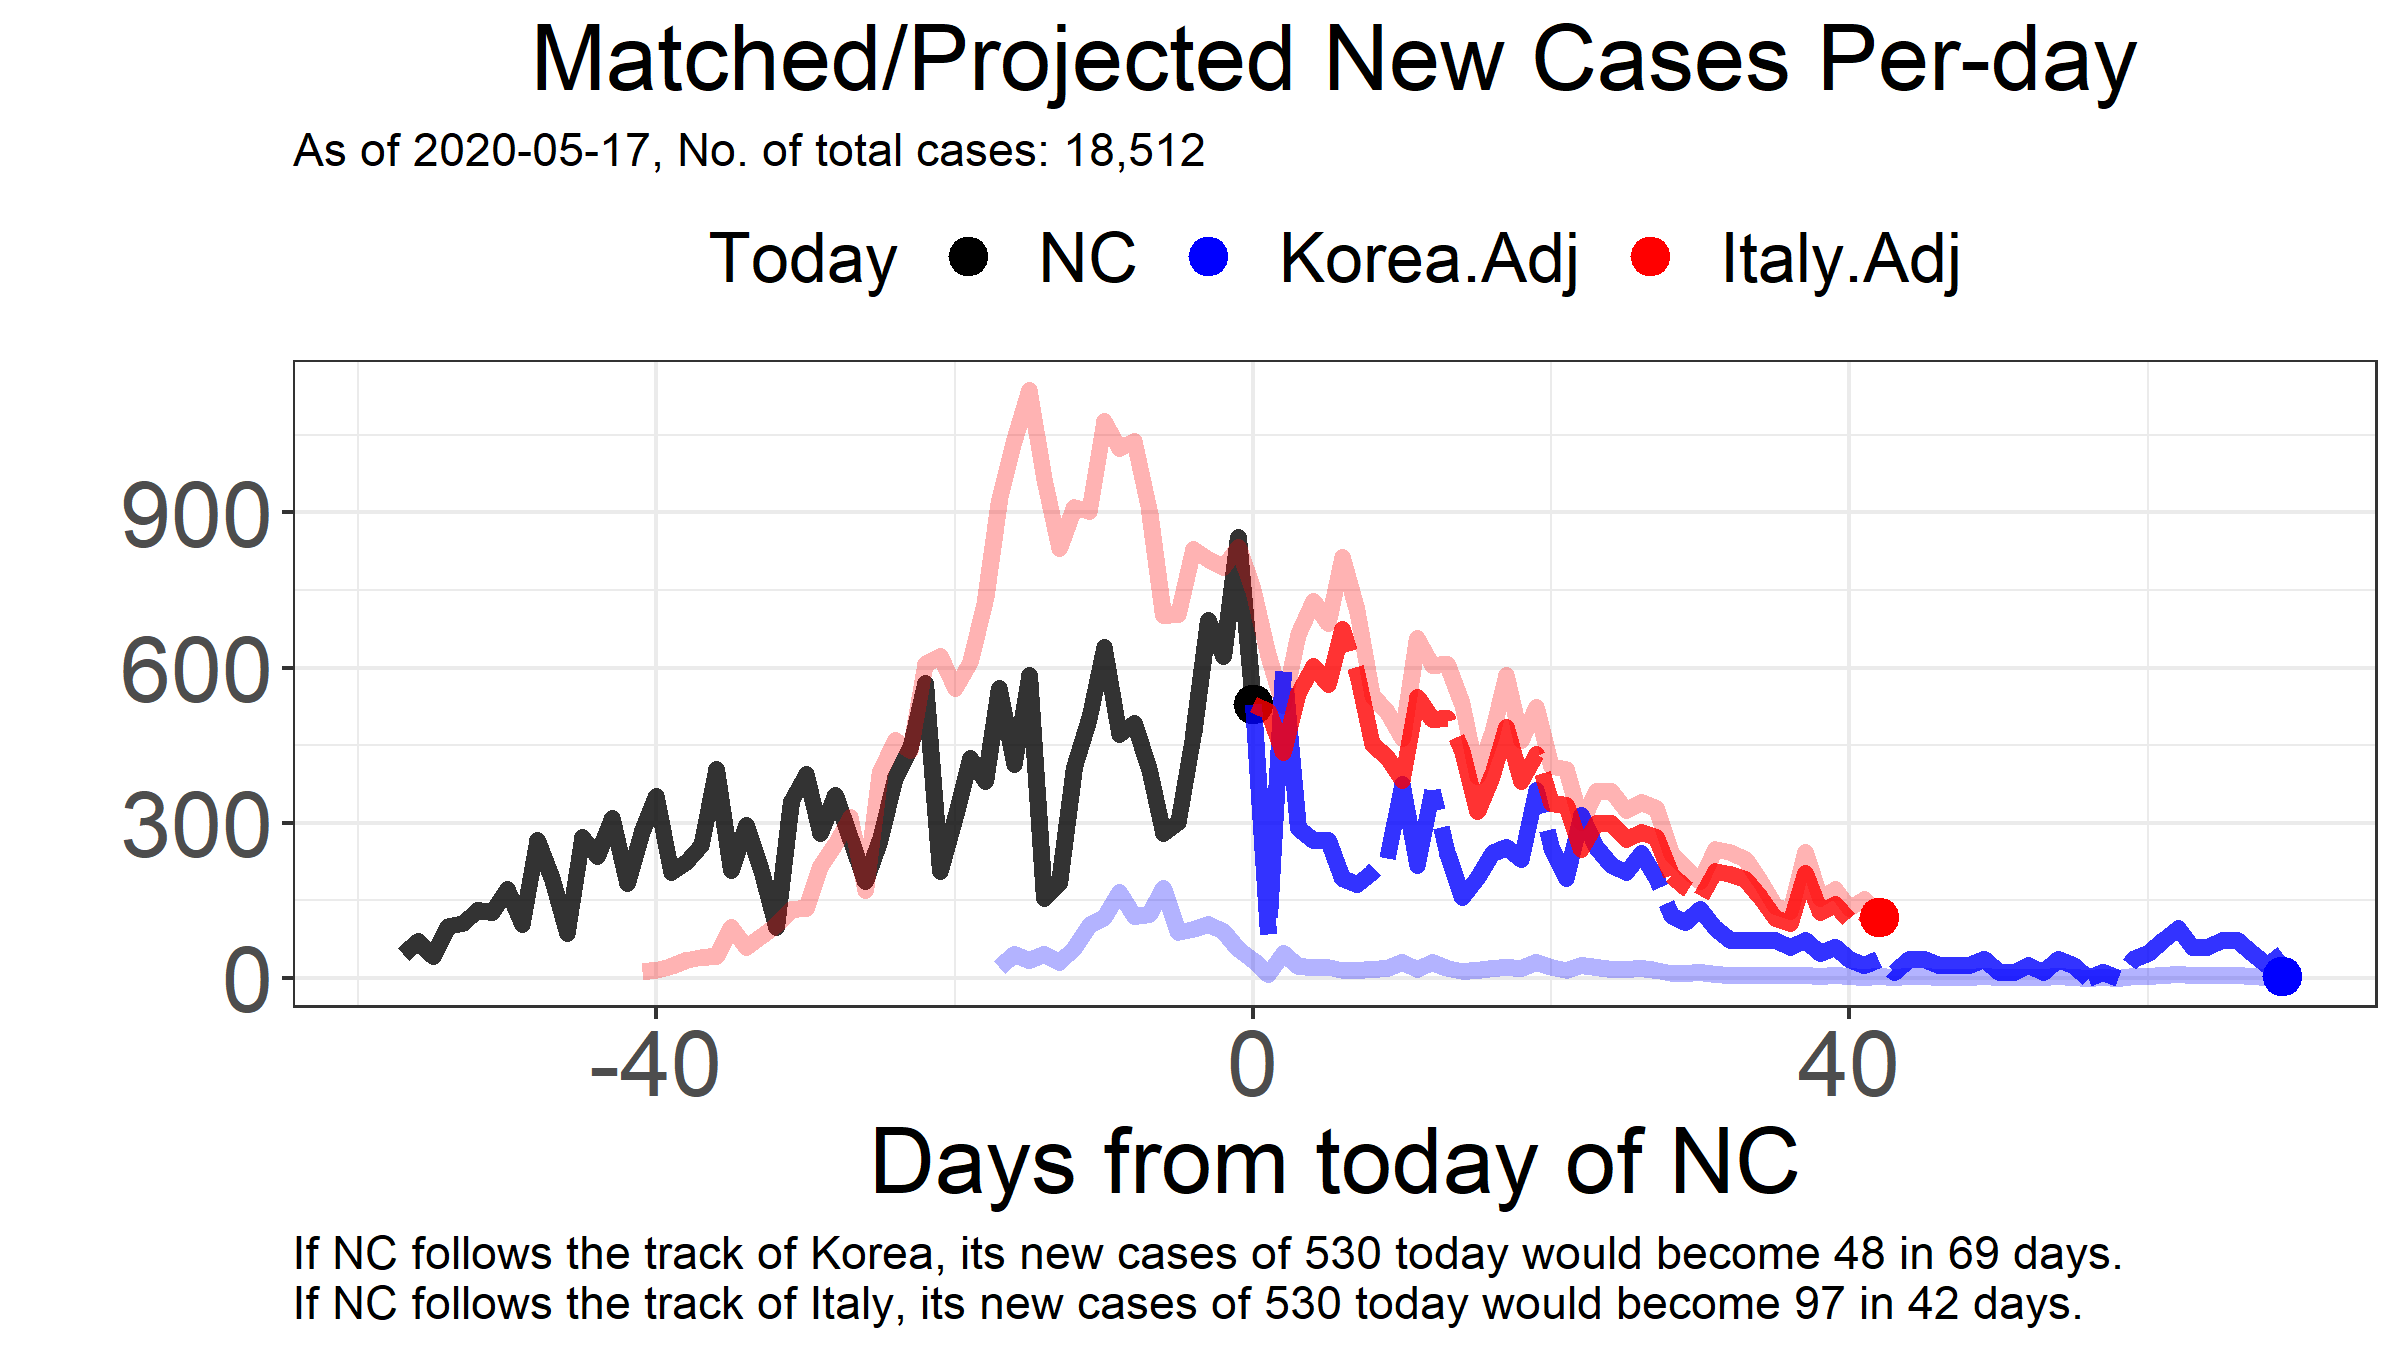 Matched/Projected New Cases Per-day
As of 2020-05-17, No. of total cases: 18,512
Today NC Korea.Adj Italy.Adj
900
600
300
0
-40 0 40
Days from today of NC
If NC follows the track of Korea, its new cases of 530 today would become 48 in 69 days.
If NC follows the track of Italy, its new cases of 530 today would become 97 in 42 days.